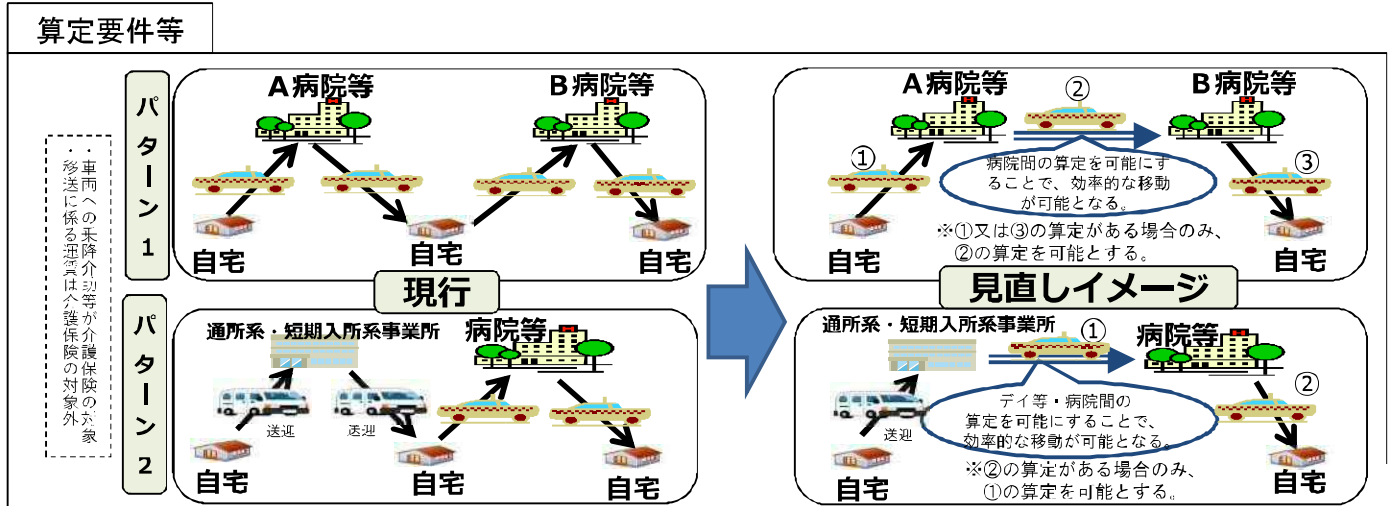 算定要件等
・車両への乗降介助等が介護保険の対象
・移送に係る運賃は介護保険の対象外
パターン1
A病院等
B病院等
自宅
自宅
自宅
現行
パターン2
通所系・短期入所系事業所
病院等
送迎
送迎
自宅
自宅
自宅
A病院等
②
B病院等
①
③
病院間の算定を可能にす
ることで、効率的な移動
が可能となる。
自宅
自宅
※①又は③の算定がある場合のみ、
②の算定を可能とする。
見直しイメージ
通所系・短期入所系事業所
①
病院等
②
送迎
デイ等・病院間の
算定を可能にすることで、
効率的な移動が可能となる。
自宅
自宅
※②の算定がある場合のみ、
①の算定を可能とする。